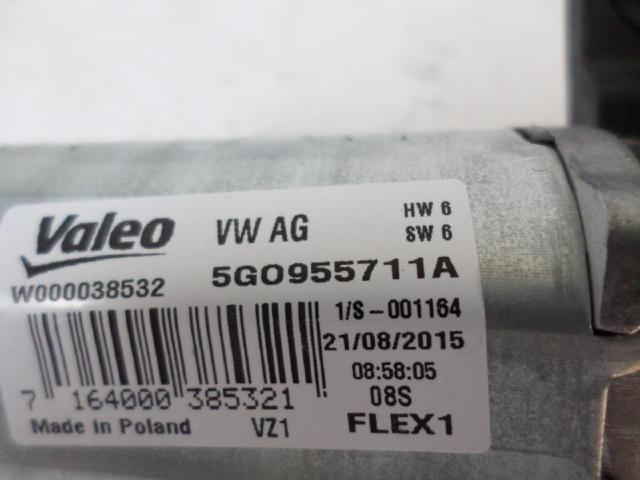 Valeo VW AG HW 6
SW 6
W000038532 5G0955711A
1/S-001164
21/08/2015
08:58:05
7 164000 385321 08S
Made in Poland VZ1 FLEX1